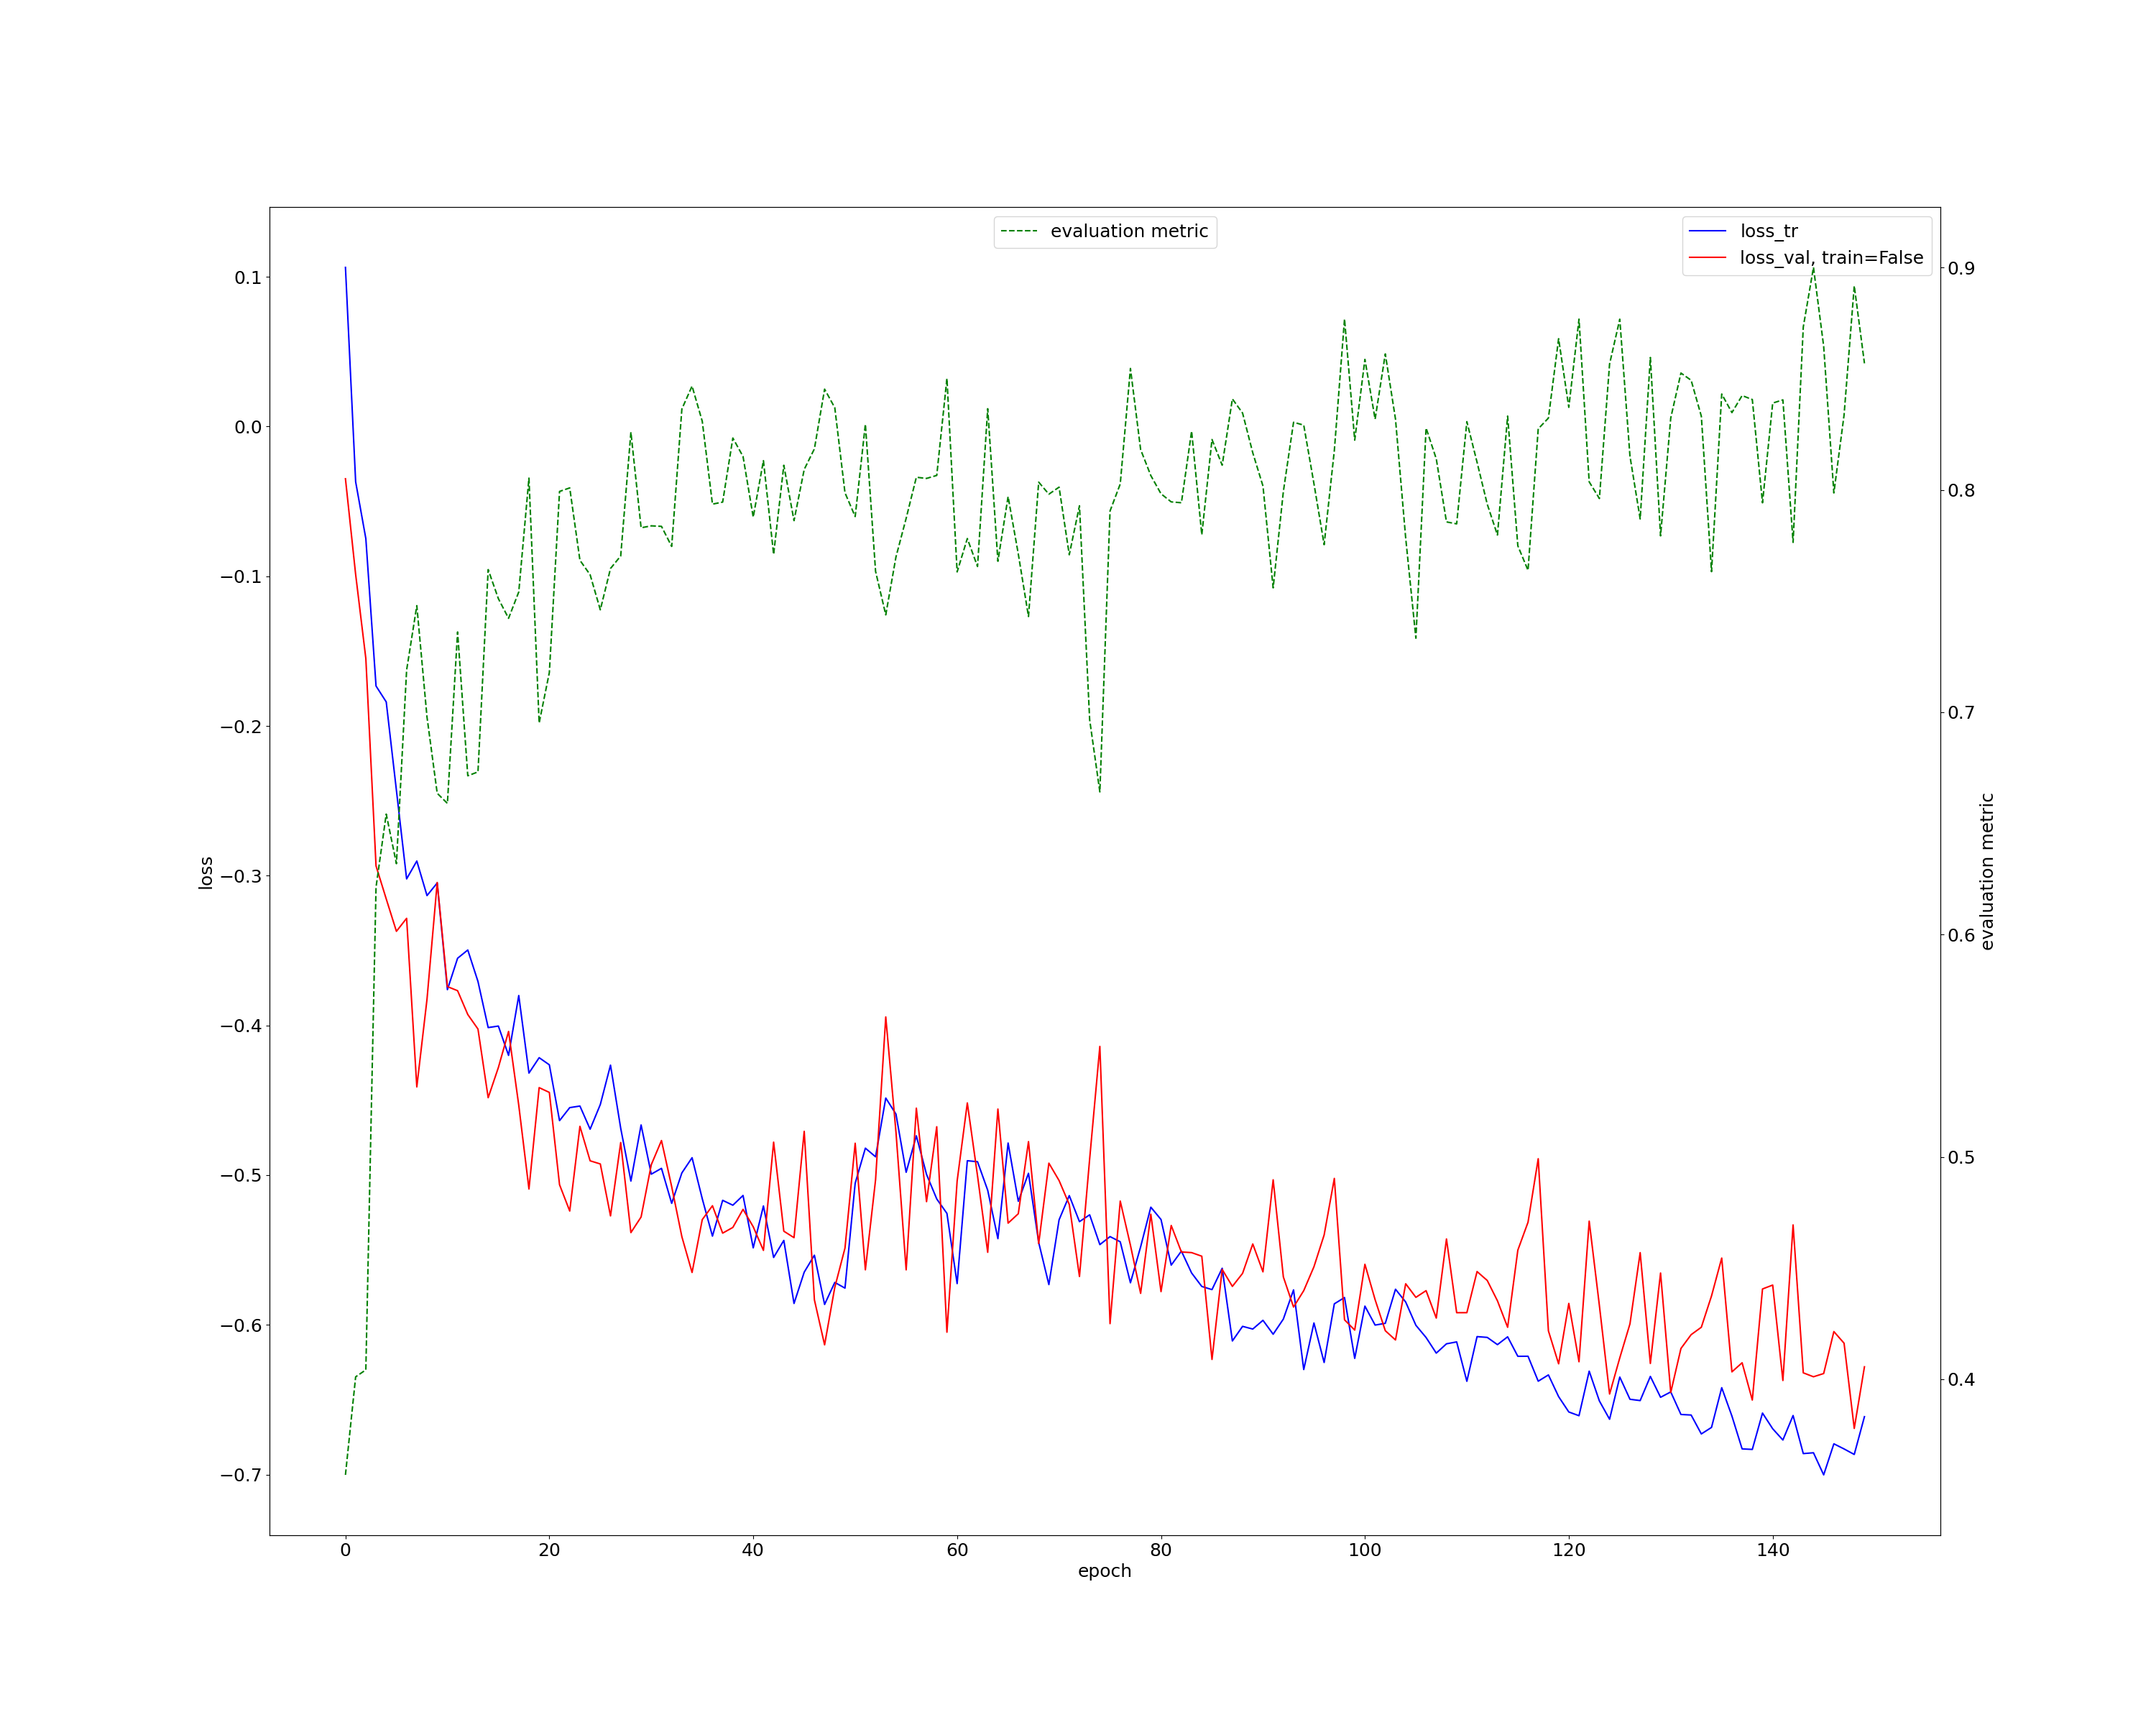 evaluation metric
loss_tr
loss_val, train=False
0.1
0.0
−0.1
−0.2
−0.3
−0.4
−0.5
−0.6
−0.7
loss
0.9
0.8
0.7
0.6
0.5
0.4
evaluation metric
0 20 40 60 80 100 120 140
epoch